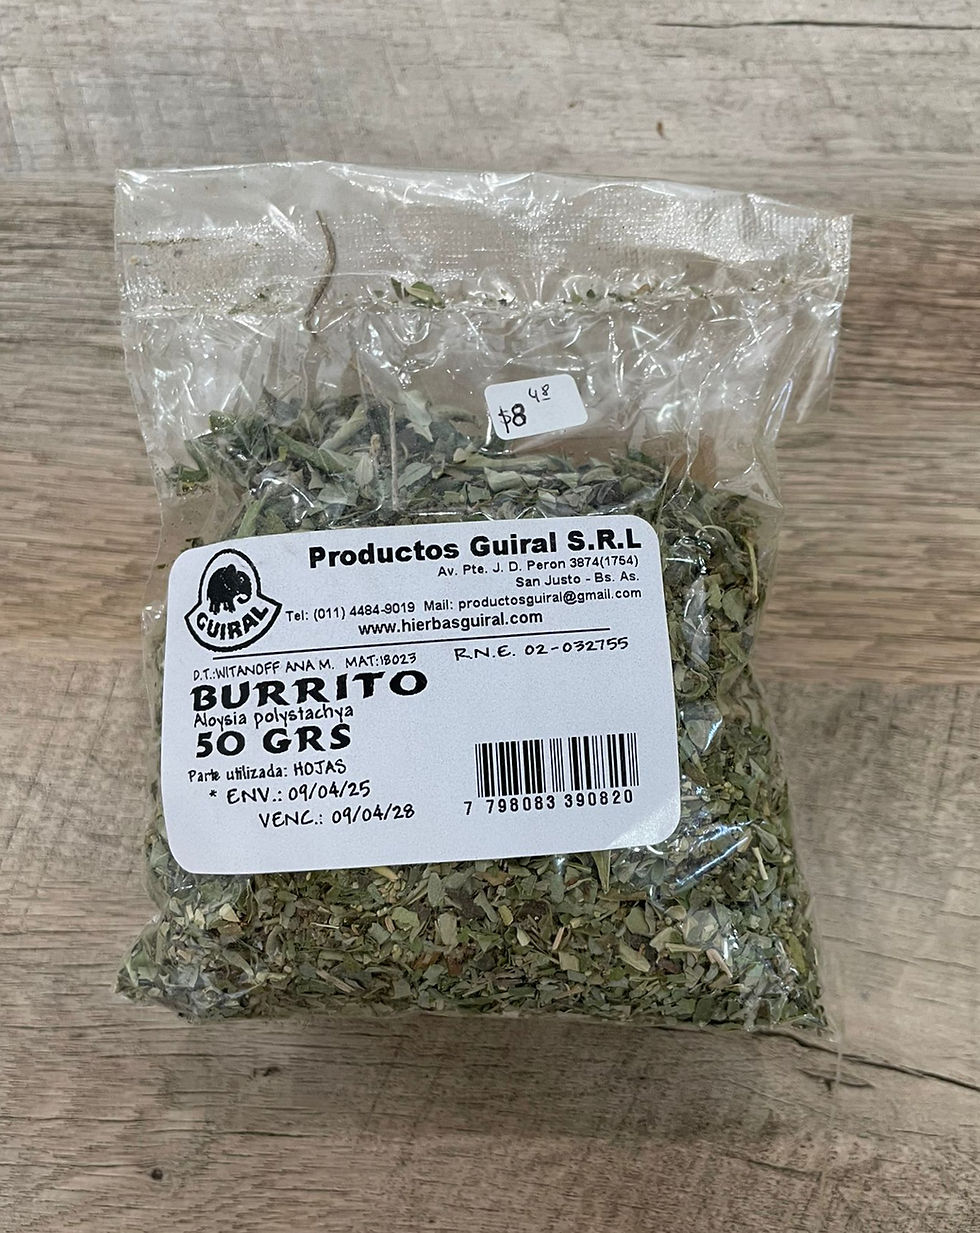 $8 48
Productos Guiral S.R.L
Av. Pte. J. D. Peron 3874(1754)
San Justo - Bs. As.
GUIRAL
Tel: (011) 4484-9019 Mail: productosguiral@gmail.com
www.hierbasguiral.com
D.T.:WITANOFF ANA M. MAT:18023 R.N.E. 02-032755
BURRITO
Aloysia polystachya
50 GRS
Parte utilizada: HOJAS
* ENV.: 09/04/25
VENC.: 09/04/28
7 798083 390820